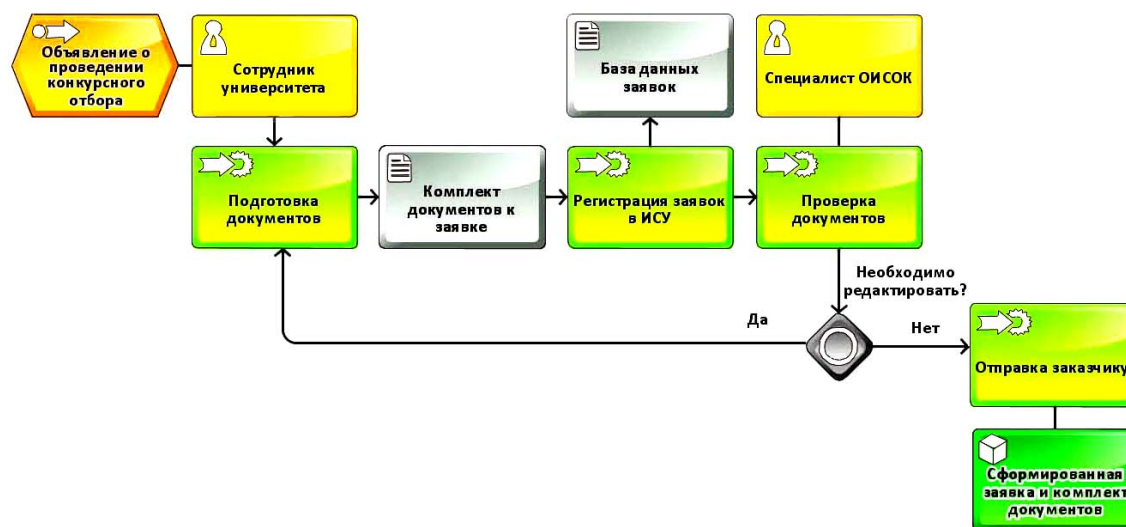 Объявление о
проведении
конкурсного
отбора
Сотрудник
университета
База данных
заявок
Специалист ОИСОК
Подготовка
документов
Комплект
документов к
заявке
Регистрация заявок
в ИСУ
Проверка
документов
Необходимо
редактировать?
Да
Нет
Отправка заказчику
Сформированная
заявка и комплект
документов